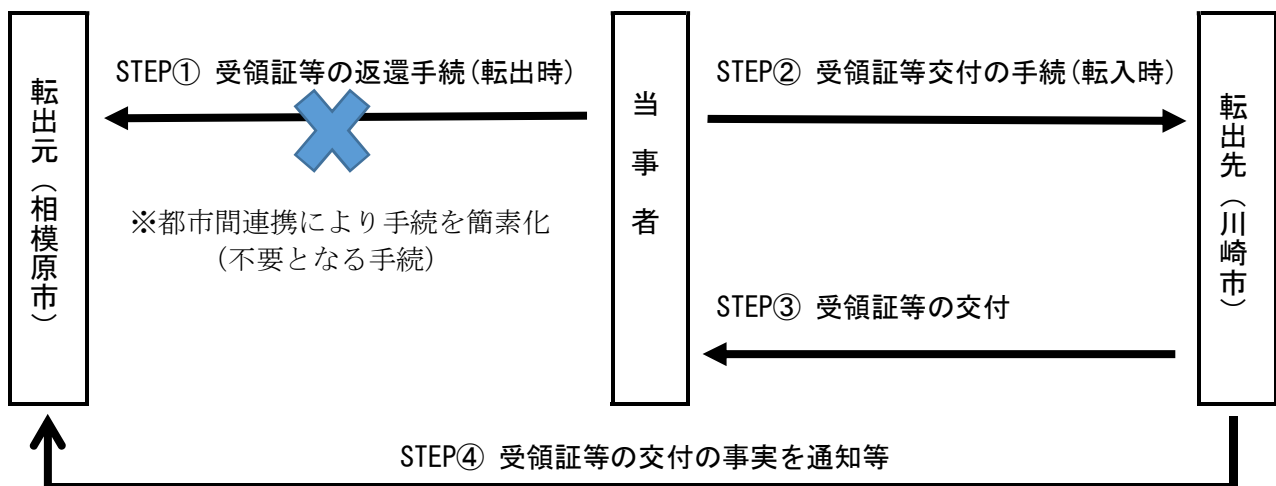 転出元（相模原市）
STEP① 受領証等の返還手続（転出時）
※都市間連携により手続を簡素化
（不要となる手続）
当事者
STEP② 受領証等交付の手続（転入時）
STEP③ 受領証等の交付
転出先（川崎市）
STEP④ 受領証等の交付の事実を通知等